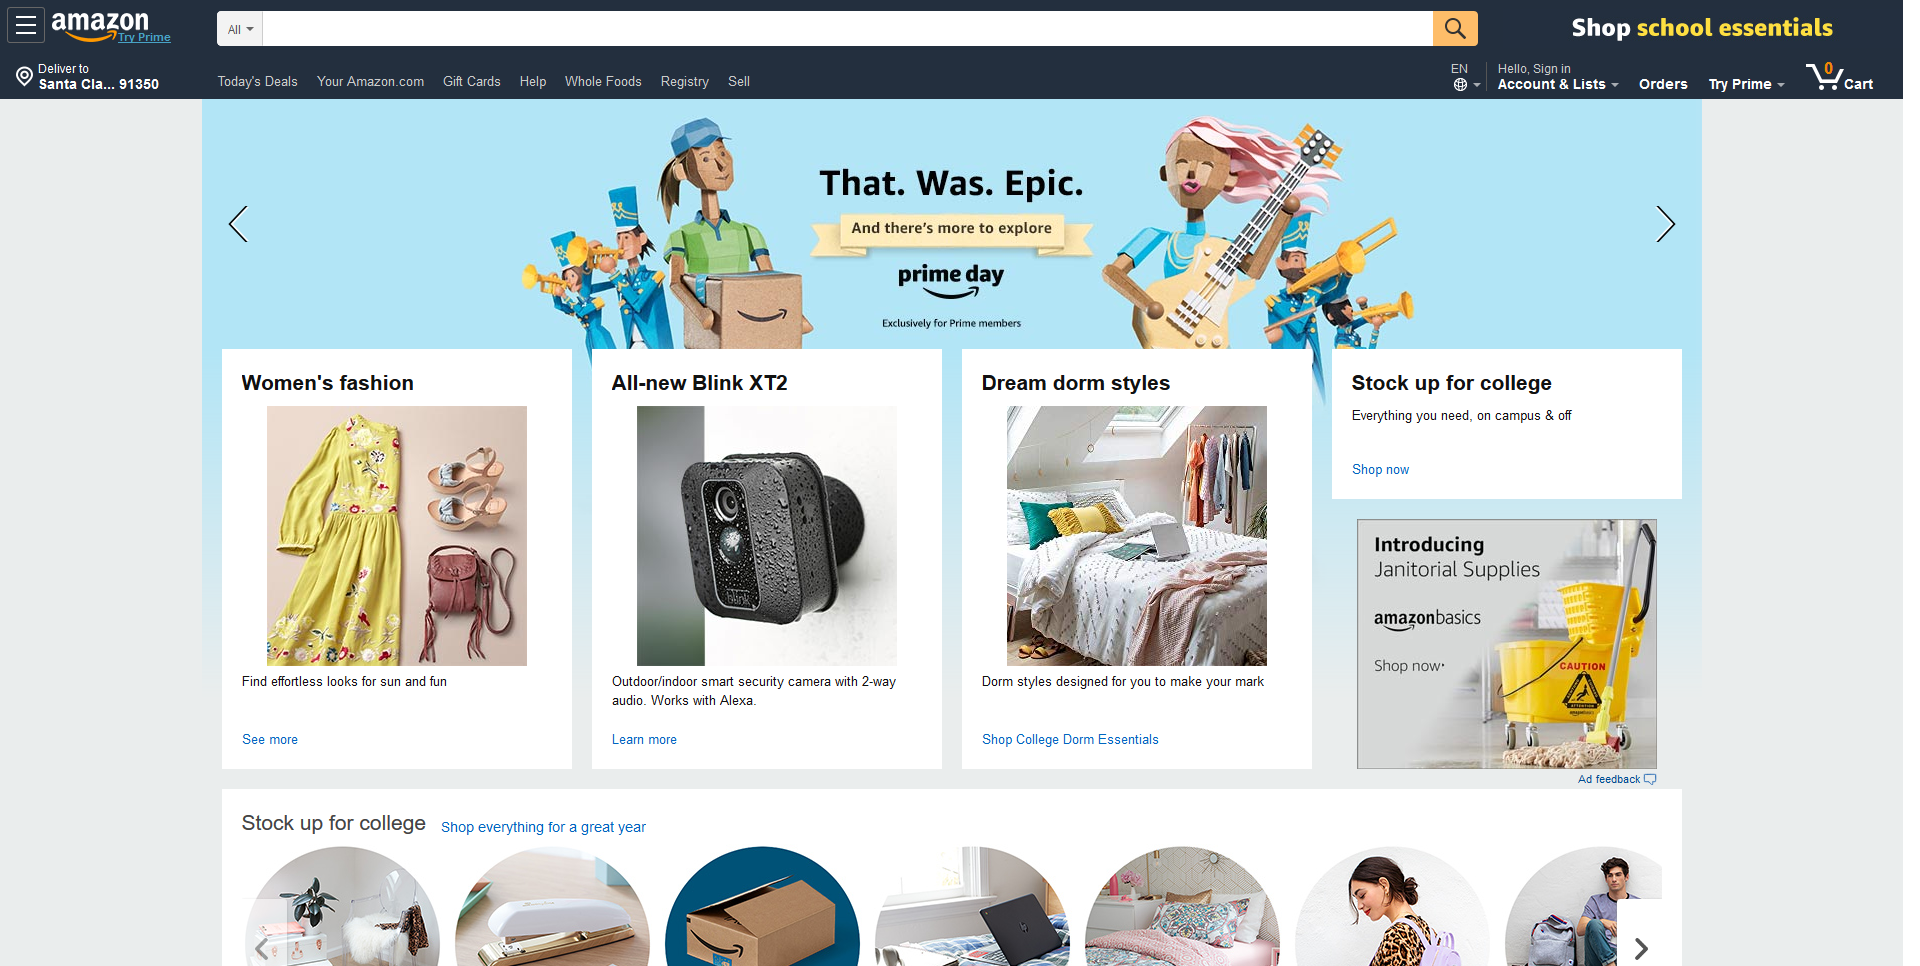 amazon
Try Prime
All
Shop school essentials
Deliver to
Santa Cla... 91350
Today's Deals
Your Amazon.com
Gift Cards
Help
Whole Foods
Registry
Sell
EN
Hello, Sign in
Account & Lists
Orders
Try Prime
0
Cart
That. Was. Epic.
And there's more to explore
prime day
Exclusively for Prime members
Women's fashion
Find effortless looks for sun and fun
See more
All-new Blink XT2
blink
Outdoor/indoor smart security camera with 2-way
audio. Works with Alexa.
Learn more
Dream dorm styles
Dorm styles designed for you to make your mark
Shop College Dorm Essentials
Stock up for college
Everything you need, on campus & off
Shop now
Introducing
Janitorial Supplies
amazonbasics
Shop now
CAUTION
ATTENTION
amazonbasics
Ad feedback
Stock up for college
Shop everything for a great year
hp